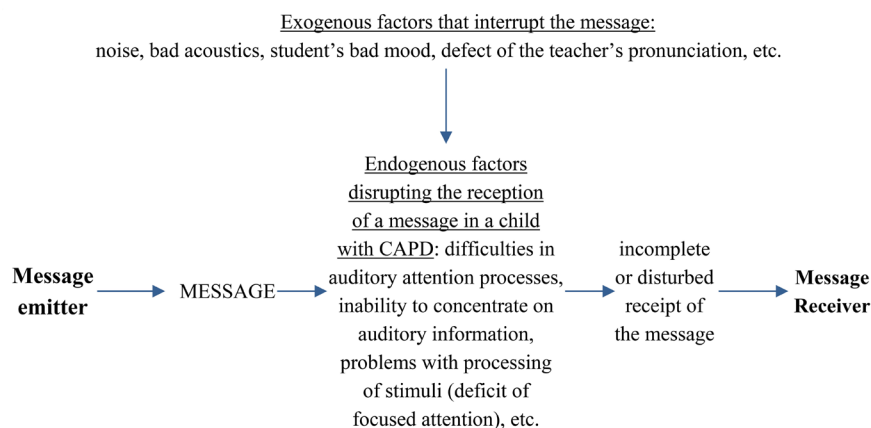 Exogenous factors that interrupt the message:
noise, bad acoustics, student’s bad mood, defect of the teacher’s pronunciation, etc.
Message
emitter
MESSAGE
Endogenous factors
disrupting the reception
of a message in a child
with CAPD: difficulties in
auditory attention processes,
inability to concentrate on
auditory information,
problems with processing
of stimuli (deficit of
focused attention), etc.
incomplete
or disturbed
receipt of
the message
Message
Receiver